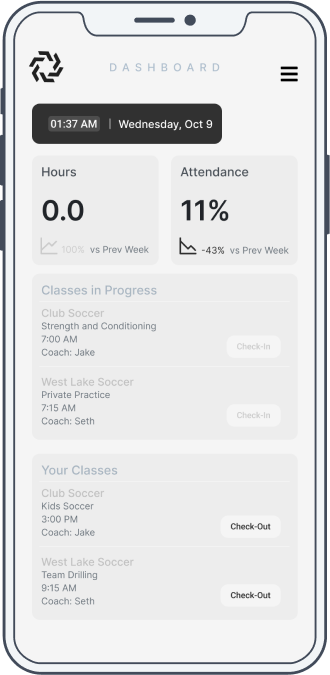 DASHBOARD
01:37 AM | Wednesday, Oct 9
Hours
0.0
100% vs Prev Week
Attendance
11%
-43% vs Prev Week
Classes in Progress
Club Soccer
Strength and Conditioning
7:00 AM
Coach: Jake
Check-In
West Lake Soccer
Private Practice
7:15 AM
Coach: Seth
Check-In
Your Classes
Club Soccer
Kids Soccer
3:00 PM
Coach: Jake
Check-Out
West Lake Soccer
Team Drilling
9:15 AM
Coach: Seth
Check-Out